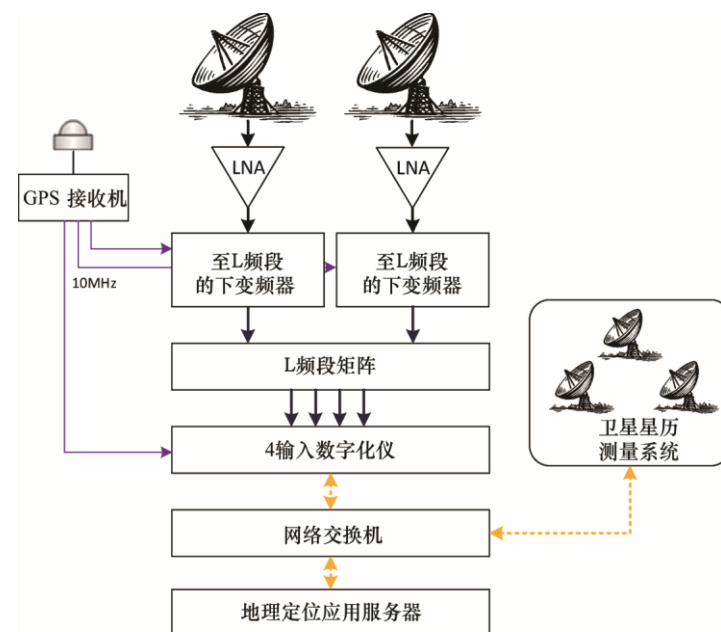 LNA
LNA
GPS 接收机
10MHz
至L频段
的下变频器
至L频段
的下变频器
L频段矩阵
4输入数字化仪
卫星星历
测量系统
网络交换机
地理定位应用服务器